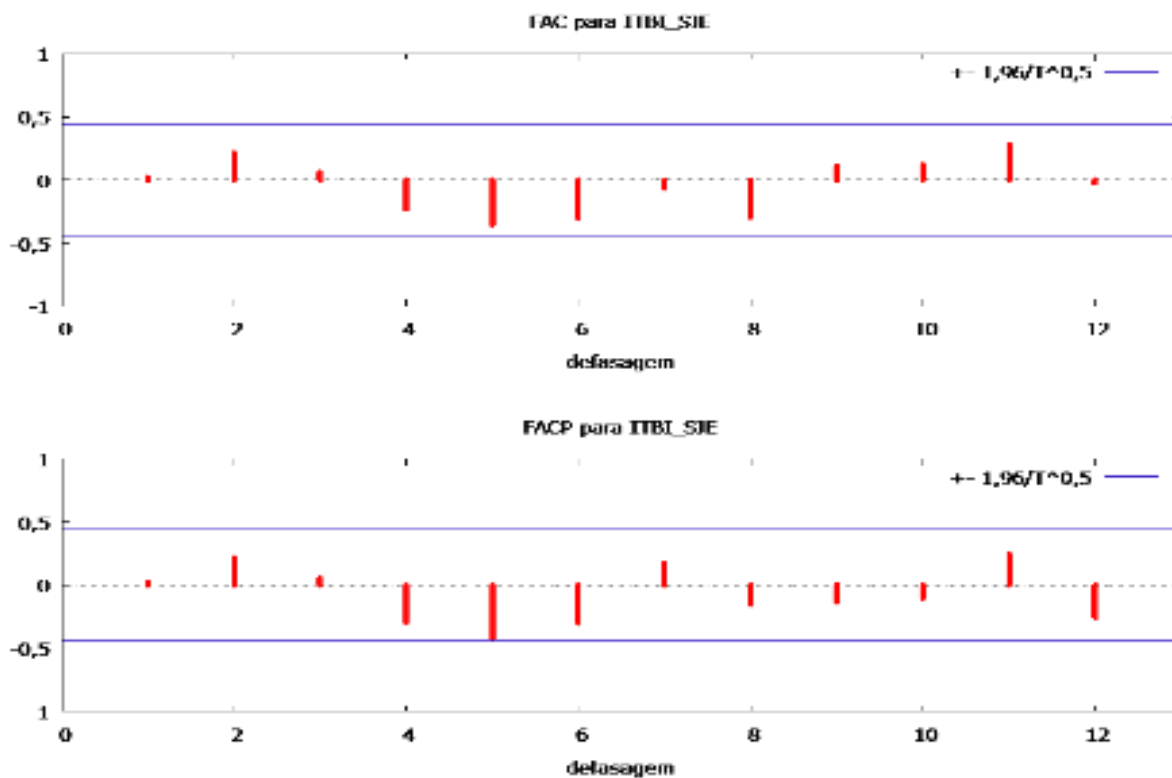 FAC para ITBI_SJE
+- 1,96/T^0,5
1
0,5
0
-0,5
-1
0 2 4 6 8 10 12
defasagem
FACP para ITBI_SJE
+- 1,96/T^0,5
1
0,5
0
-0,5
1
0 2 4 6 8 10 12
defasagem